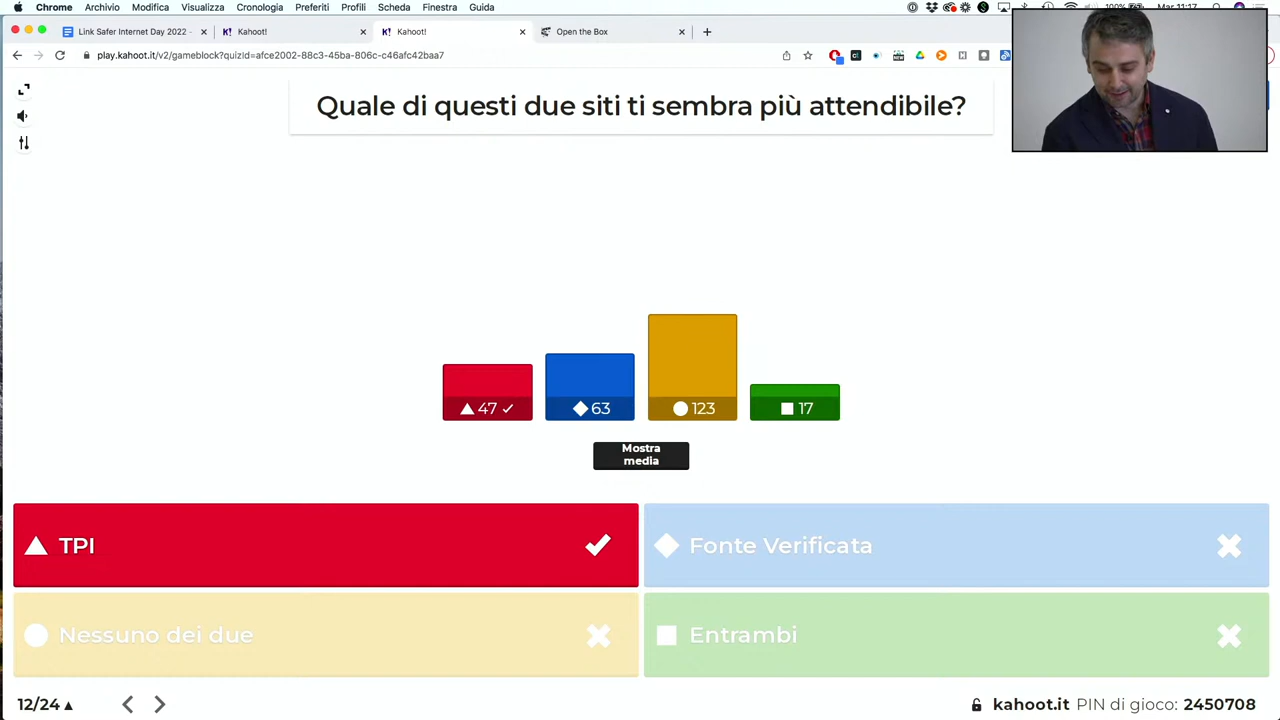 Chrome Archivio Modifica Visualizza Cronologia Preferiti Profili Scheda Finestra Guida
Link Safer Internet Day 2022 - Kahoot! Kahoot! Open the Box
play.kahoot.it/v2/gameblock?quizId=afce2002-88c3-45ba-806c-c46afc42baa7
Quale di questi due siti ti sembra più attendibile?
47 63 123 17
Mostra
media
TPI
Fonte Verificata
Nessuno dei due
Entrambi
12/24
kahoot.it PIN di gioco: 2450708